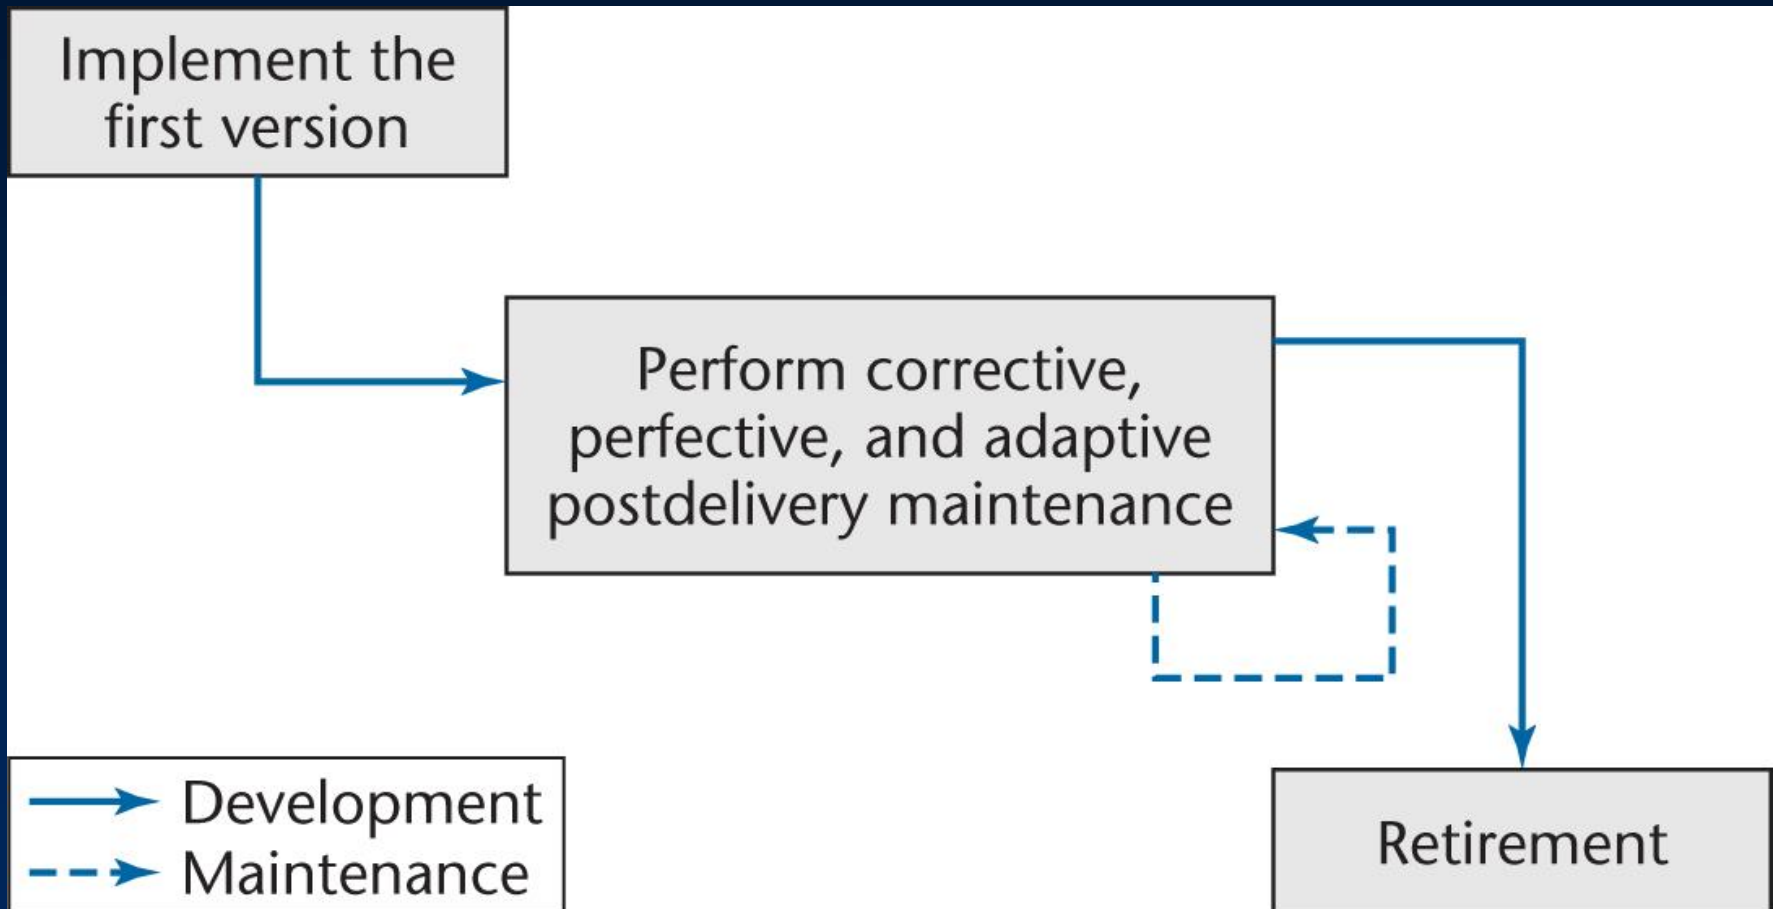 Implement the
first version
Perform corrective,
perfective, and adaptive
postdelivery maintenance
Development
Maintenance
Retirement